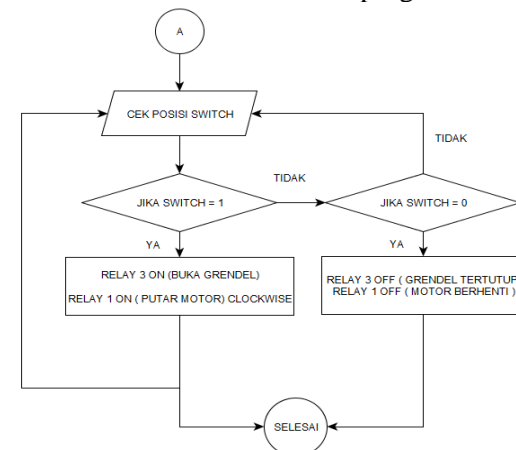 A
CEK POSISI SWITCH
TIDAK
TIDAK
JIKA SWITCH = 1
JIKA SWITCH = 0
YA
YA
RELAY 3 ON (BUKA GRENDEL)
RELAY 1 ON ( PUTAR MOTOR) CLOCKWISE
RELAY 3 OFF ( GRENDEL TERTUTUP
RELAY 1 OFF ( MOTOR BERHENTI )
SELESAI